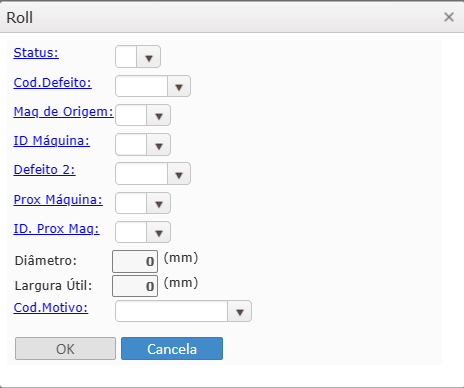 Roll ×
Status:
Cod.Defeito:
Maq de Origem:
ID Máquina:
Defeito 2:
Prox Máquina:
ID. Prox Maq:
Diâmetro: 0 (mm)
Largura Útil: 0 (mm)
Cod.Motivo:
OK Cancela